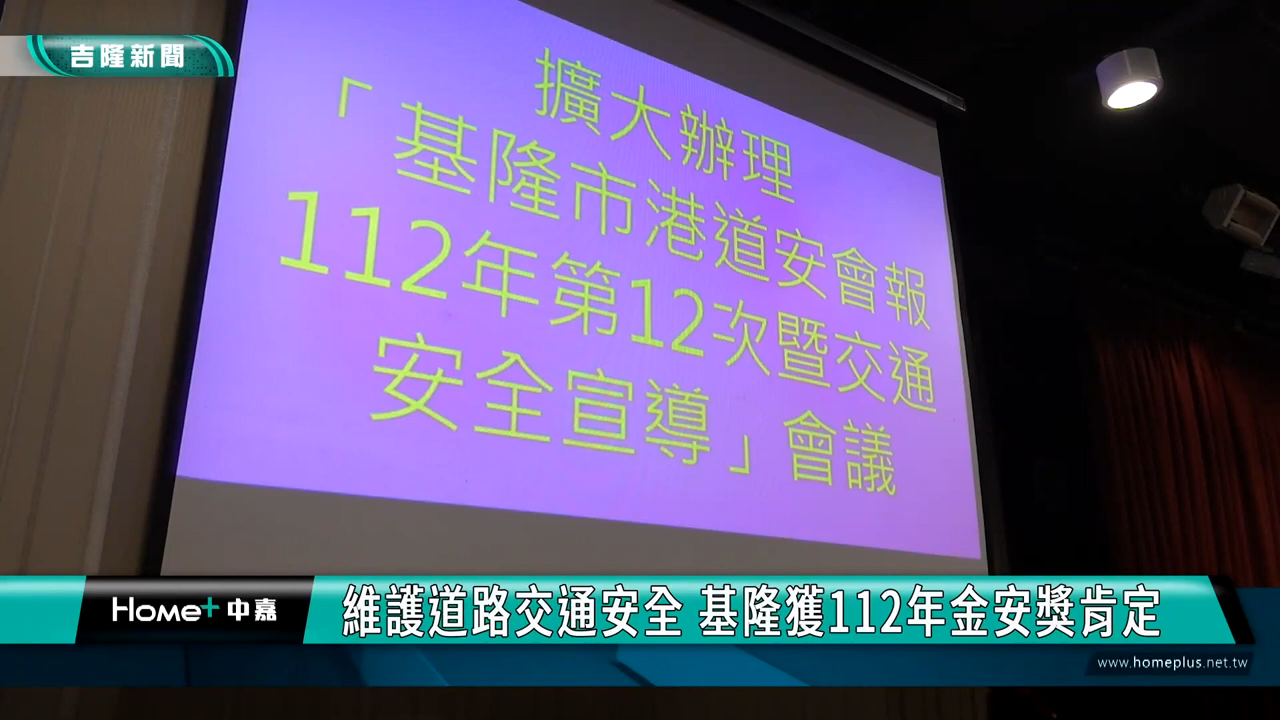 吉隆新聞
擴大辦理
「基隆市港道安會報
112年第12次暨交通
安全宣導」會議
Home+中嘉
維護道路交通安全 基隆獲112年金安獎肯定
www.homeplus.net.tw